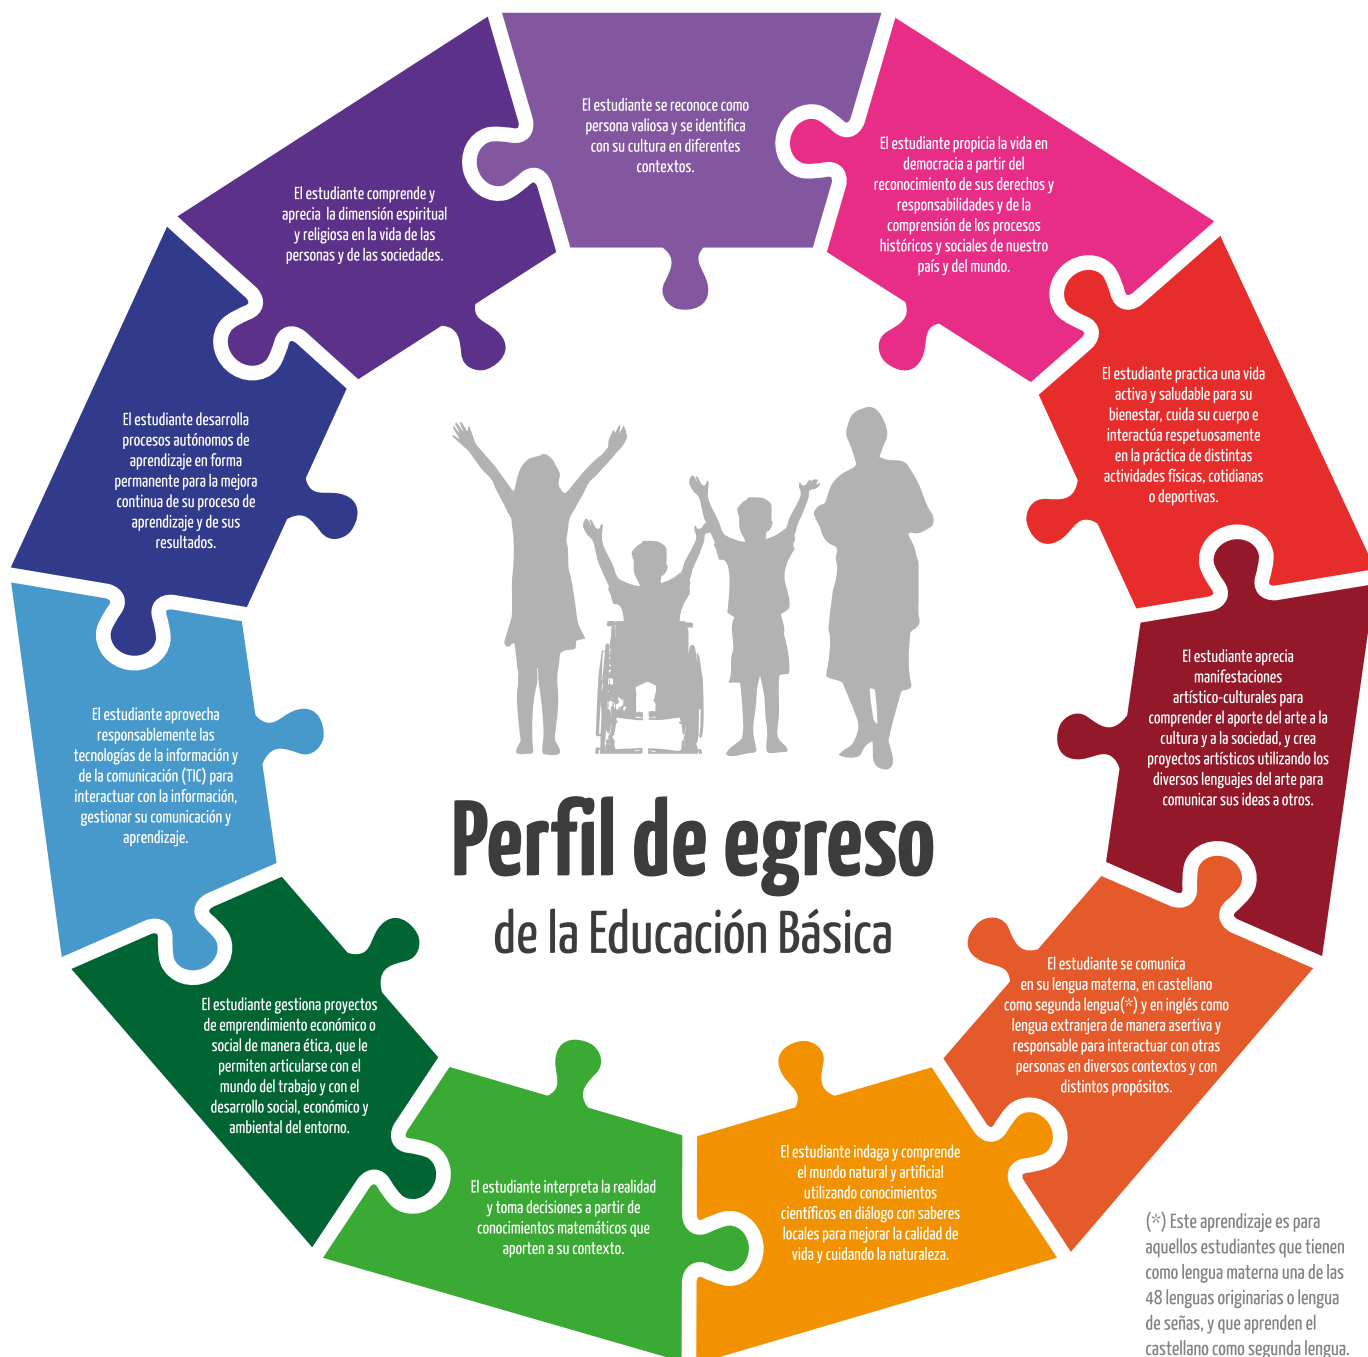 El estudiante se reconoce como
persona valiosa y se identifica
con su cultura en diferentes
contextos.
El estudiante propicia la vida en
democracia a partir del
reconocimiento de sus derechos y
responsabilidades y de la
comprensión de los procesos
históricos y sociales de nuestro
país y del mundo.
El estudiante practica una vida
activa y saludable para su
bienestar, cuida su cuerpo e
interactúa respetuosamente
en la práctica de distintas
actividades físicas, cotidianas
o deportivas.
El estudiante aprecia
manifestaciones
artístico-culturales para
comprender el aporte del arte a la
cultura y a la sociedad, y crea
proyectos artísticos utilizando los
diversos lenguajes del arte para
comunicar sus ideas a otros.
El estudiante se comunica
en su lengua materna, en castellano
como segunda lengua(*) y en inglés como
lengua extranjera de manera asertiva y
responsable para interactuar con otras
personas en diversos contextos y con
distintos propósitos.
El estudiante indaga y comprende
el mundo natural y artificial
utilizando conocimientos
científicos en diálogo con saberes
locales para mejorar la calidad de
vida y cuidando la naturaleza.
El estudiante interpreta la realidad
y toma decisiones a partir de
conocimientos matemáticos que
aporten a su contexto.
El estudiante gestiona proyectos
de emprendimiento económico o
social de manera ética, que le
permiten articularse con el
mundo del trabajo y con el
desarrollo social, económico y
ambiental del entorno.
El estudiante aprovecha
responsablemente las
tecnologías de la información y
de la comunicación (TIC) para
interactuar con la información,
gestionar su comunicación y
aprendizaje.
El estudiante desarrolla
procesos autónomos de
aprendizaje en forma
permanente para la mejora
continua de su proceso de
aprendizaje y de sus
resultados.
El estudiante comprende y
aprecia la dimensión espiritual
y religiosa en la vida de las
personas y de las sociedades.
Perfil de egreso
de la Educación Básica
(*) Este aprendizaje es para
aquellos estudiantes que tienen
como lengua materna una de las
48 lenguas originarias o lengua
de señas, y que aprenden el
castellano como segunda lengua.